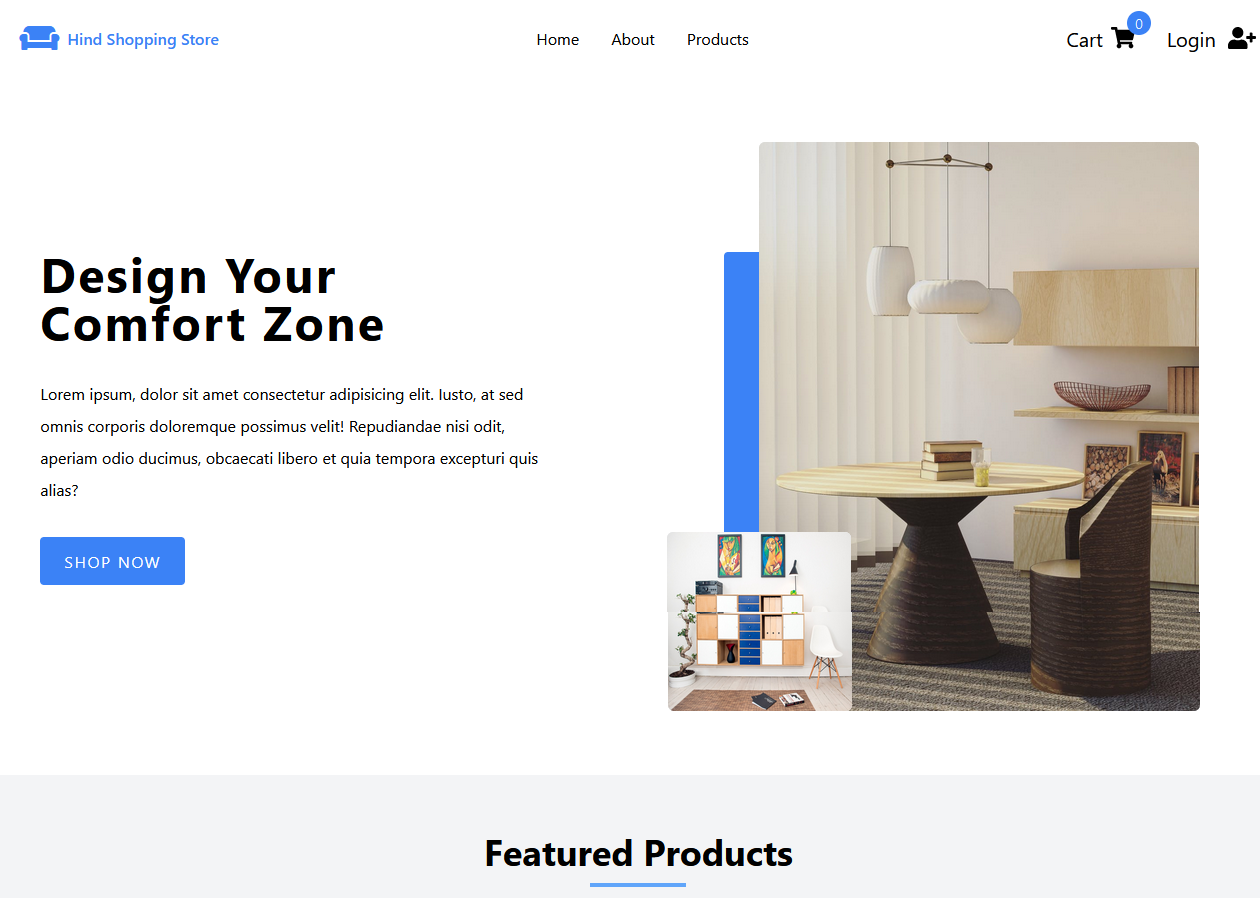 Hind Shopping Store
Home About Products
Cart 0 Login
Design Your
Comfort Zone
Lorem ipsum, dolor sit amet consectetur adipisicing elit. Iusto, at sed
omnis corporis doloremque possimus velit! Repudiandae nisi odit,
aperiam odio ducimus, obcaecati libero et quia tempora excepturi quis
alias?
SHOP NOW
Featured Products